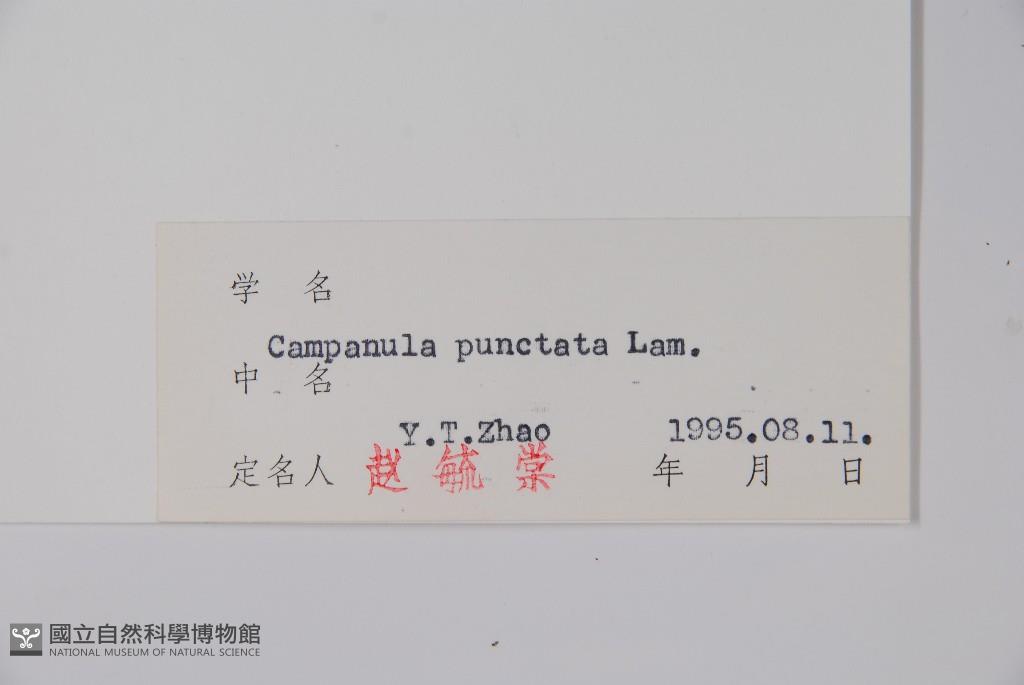 学 名
Campanula punctata Lam.
中 名
Y.T.Zhao 1995.08.11.
定名人 赵 毓 棠 年 月 日
國立自然科學博物館
NATIONAL MUSEUM OF NATURAL SCIENCE